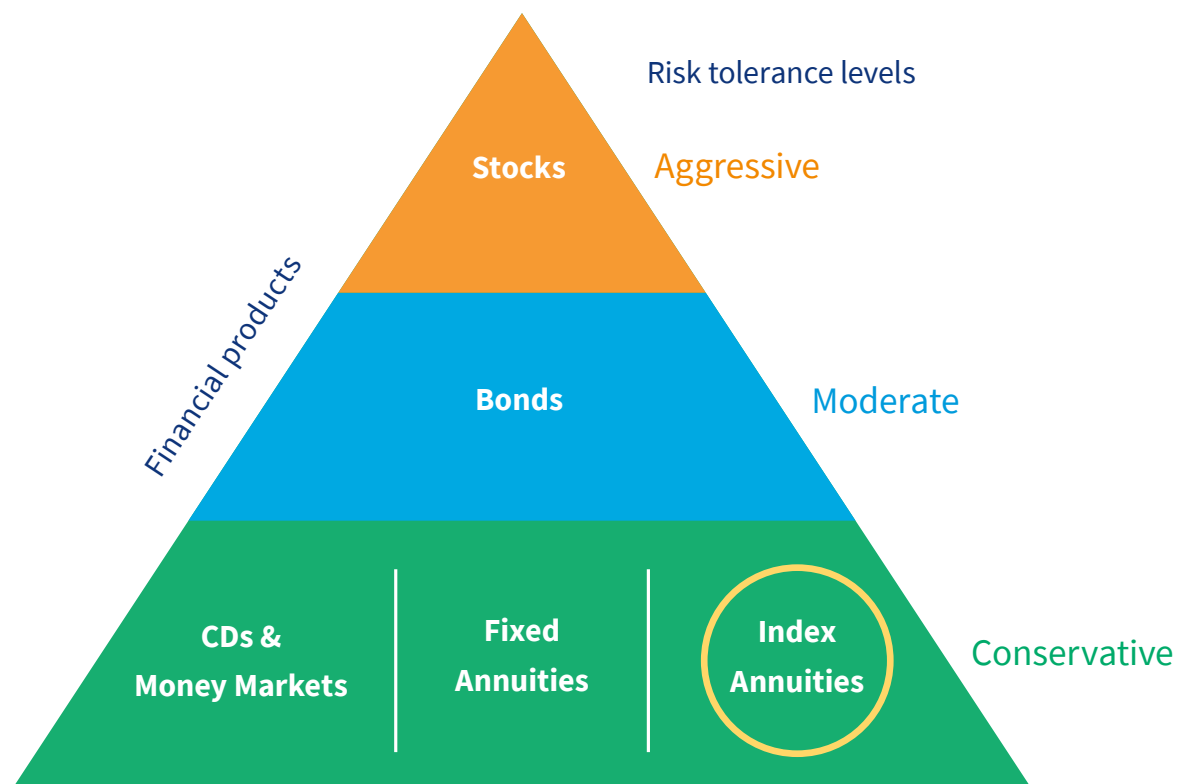 Risk tolerance levels
Stocks
Aggressive
Financial products
Bonds
Moderate
CDs &
Money Markets
Fixed
Annuities
Index
Annuities
Conservative